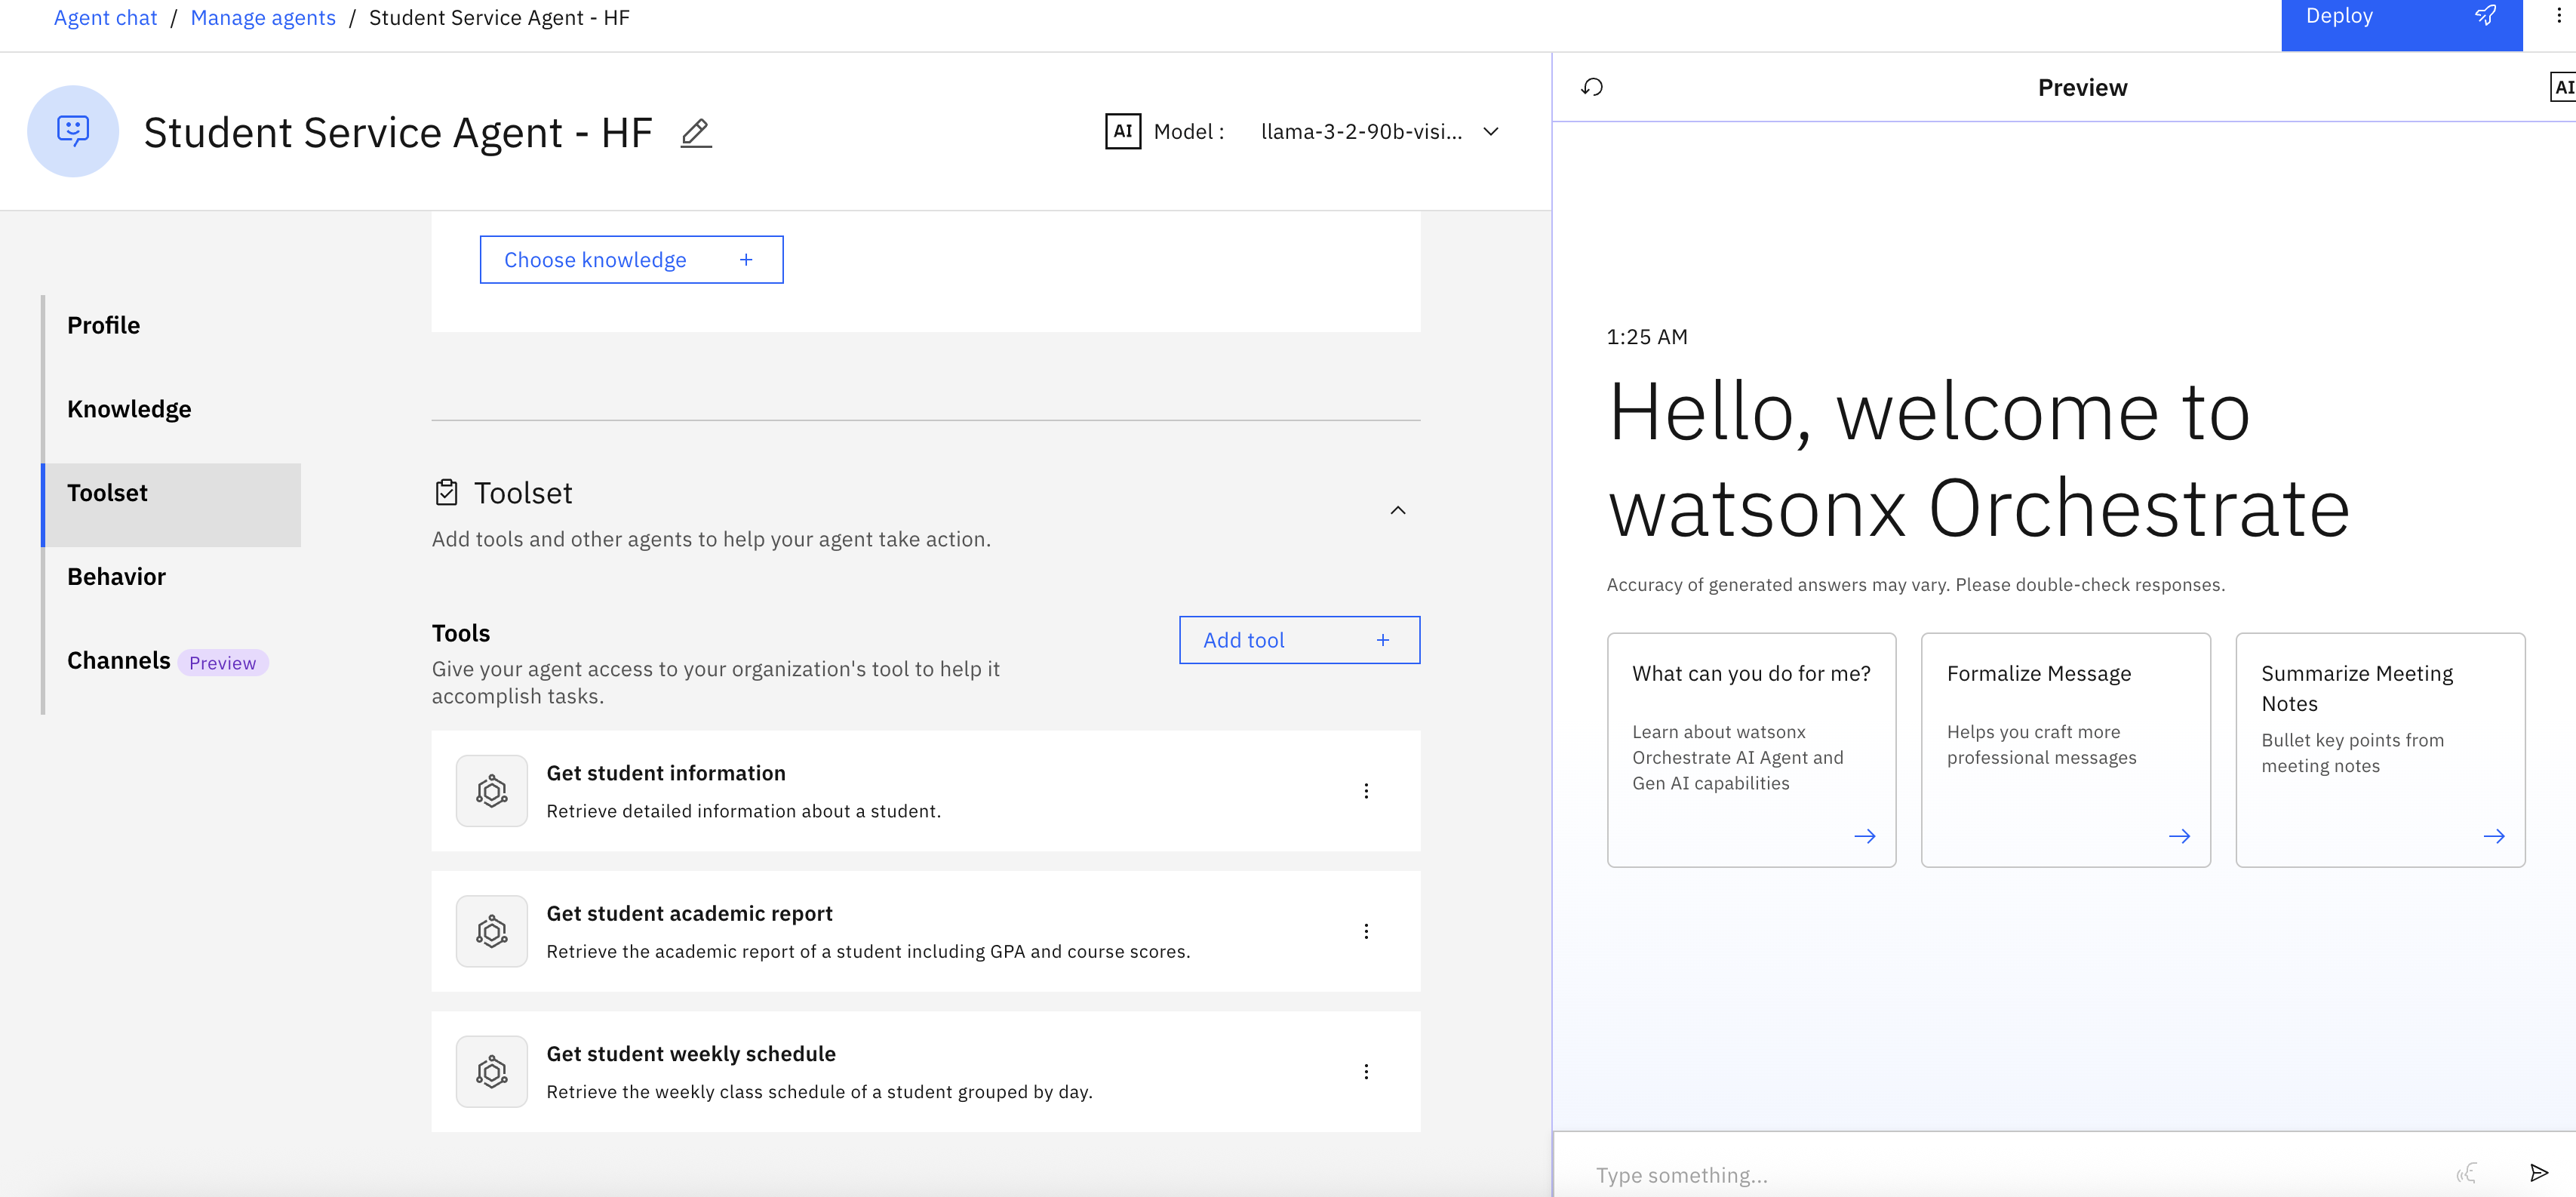 Agent chat / Manage agents / Student Service Agent - HF
Deploy
Student Service Agent - HF
AI Model : llama-3-2-90b-visi...
Preview
AI
Choose knowledge +
Profile
Knowledge
Toolset
Behavior
Channels Preview
Toolset
Add tools and other agents to help your agent take action.
Tools
Add tool +
Give your agent access to your organization's tool to help it
accomplish tasks.
Get student information
Retrieve detailed information about a student.
Get student academic report
Retrieve the academic report of a student including GPA and course scores.
Get student weekly schedule
Retrieve the weekly class schedule of a student grouped by day.
1:25 AM
Hello, welcome to
watsonx Orchestrate
Accuracy of generated answers may vary. Please double-check responses.
What can you do for me?
Learn about watsonx
Orchestrate AI Agent and
Gen AI capabilities
Formalize Message
Helps you craft more
professional messages
Summarize Meeting
Notes
Bullet key points from
meeting notes
Type something...